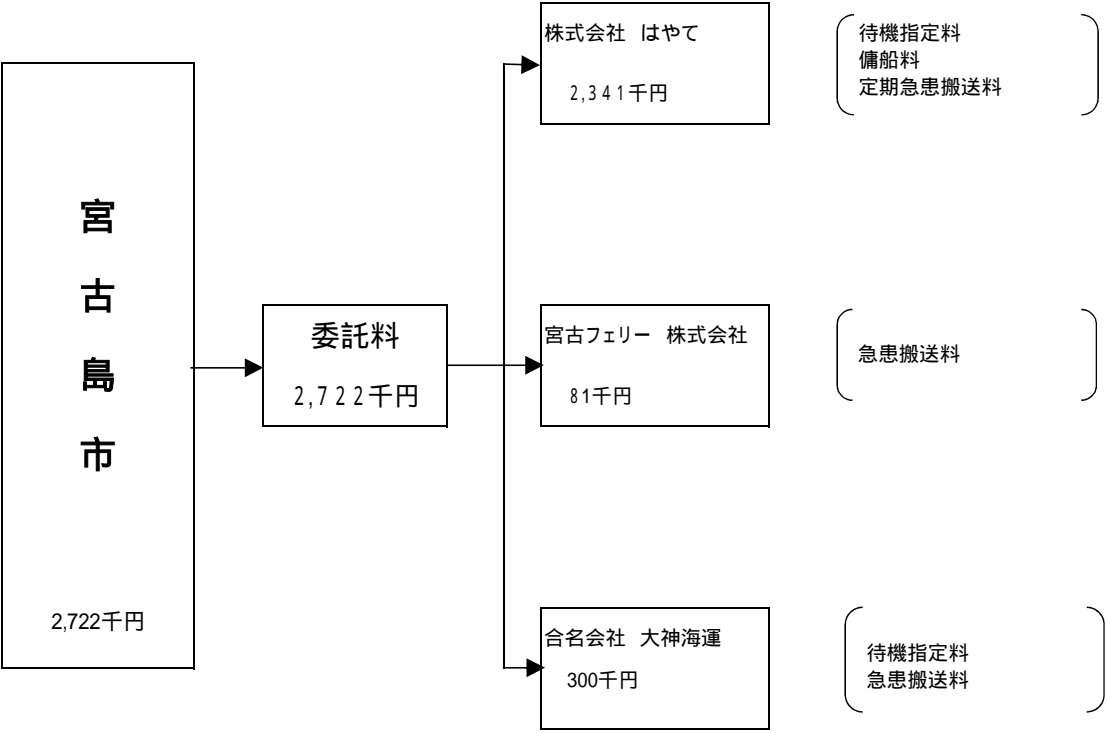 宮
古
島
市
2,722千円
委託料
2,722千円
株式会社　はやて
2,341千円
待機指定料
傭船料
定期急患搬送料
宮古フェリー　株式会社
81千円
急患搬送料
合名会社　大神海運
300千円
待機指定料
急患搬送料